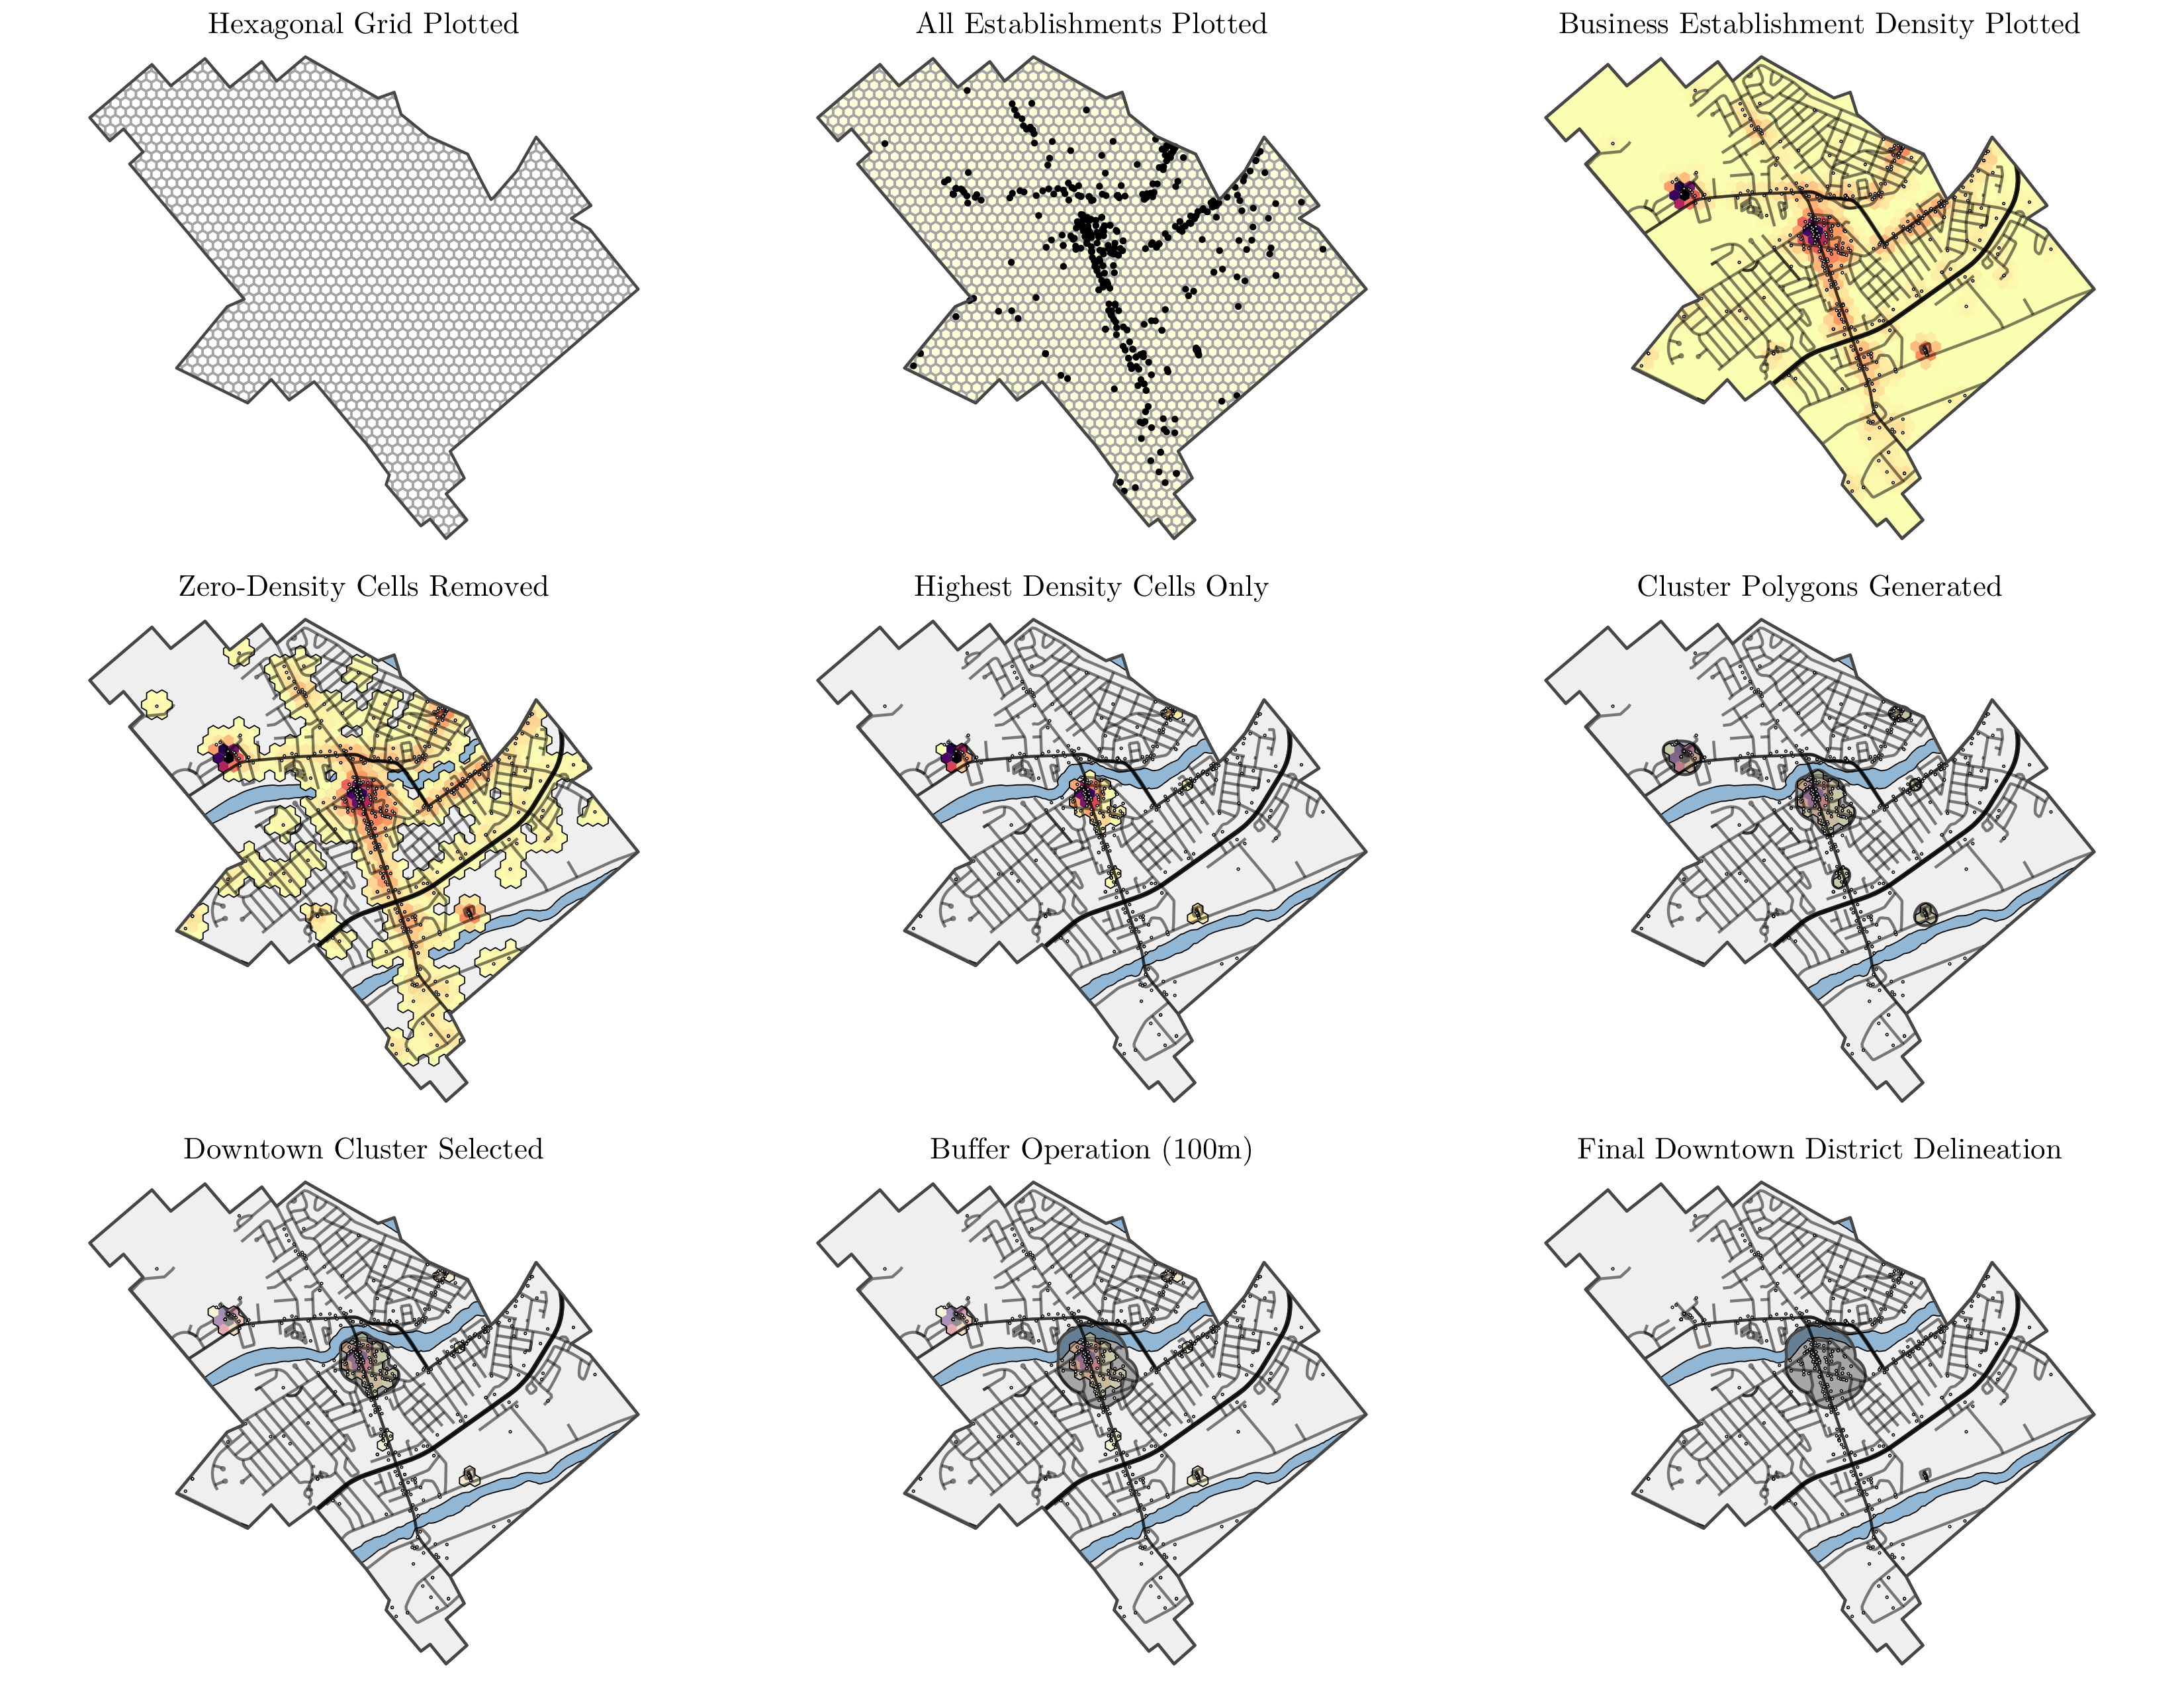 Hexagonal Grid Plotted
All Establishments Plotted
Business Establishment Density Plotted
Zero-Density Cells Removed
Highest Density Cells Only
Cluster Polygons Generated
Downtown Cluster Selected
Buffer Operation (100m)
Final Downtown District Delineation